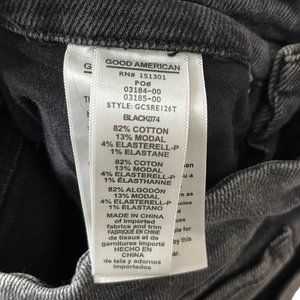 GOOD AMERICAN
RN# 151301
PO#
03184-00
03185-00
STYLE: GCSRE126T
BLACK074
82% COTTON
13% MODAL
4% ELASTERELL-P
1% ELASTANE
82% COTON
13% MODAL
4% ELASTERELL-P
1% ELASTHANNE
82% ALGODÓN
13% MODAL
4% ELASTERELL-P
1% ELASTANO
MADE IN CHINA
of imported
fabrics and trim
FABRIQUÉ EN CHINE
de tissus et de
garnitures importés
HECHO EN
CHINA
de tela y adornos
importados